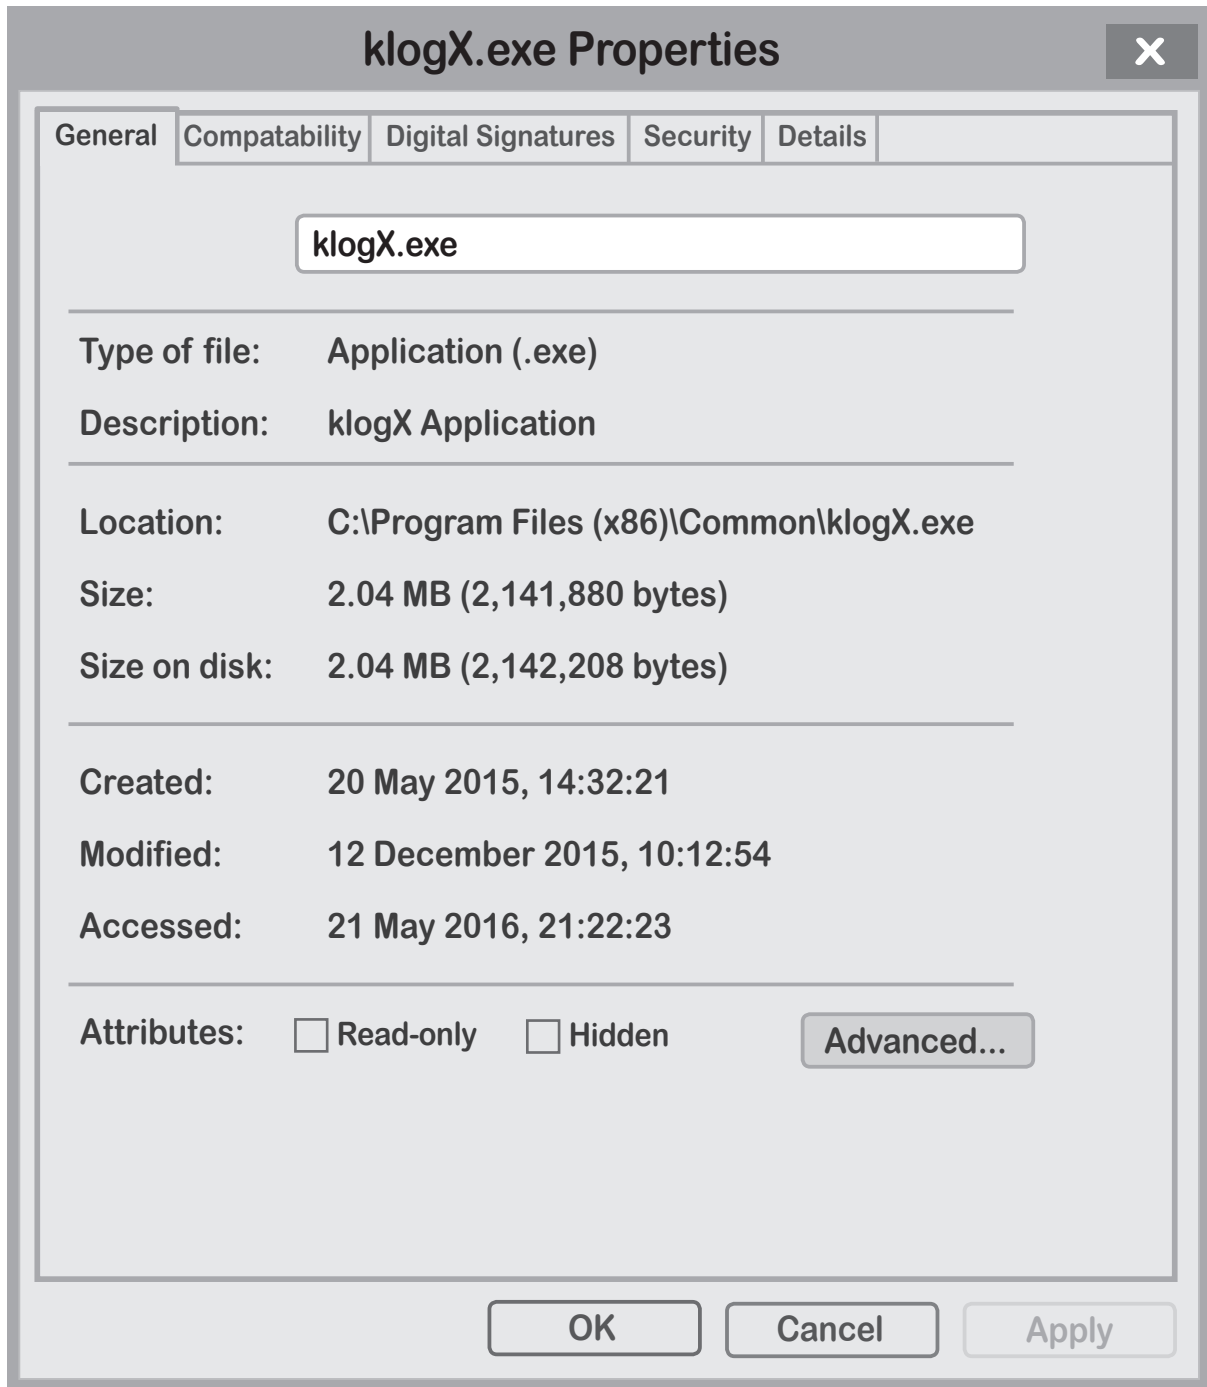 klogX.exe Properties X
General Compatability Digital Signatures Security Details
klogX.exe
Type of file: Application (.exe)
Description: klogX Application
Location: C:\Program Files (x86)\Common\klogX.exe
Size: 2.04 MB (2,141,880 bytes)
Size on disk: 2.04 MB (2,142,208 bytes)
Created: 20 May 2015, 14:32:21
Modified: 12 December 2015, 10:12:54
Accessed: 21 May 2016, 21:22:23
Attributes: Read-only Hidden Advanced...
OK Cancel Apply